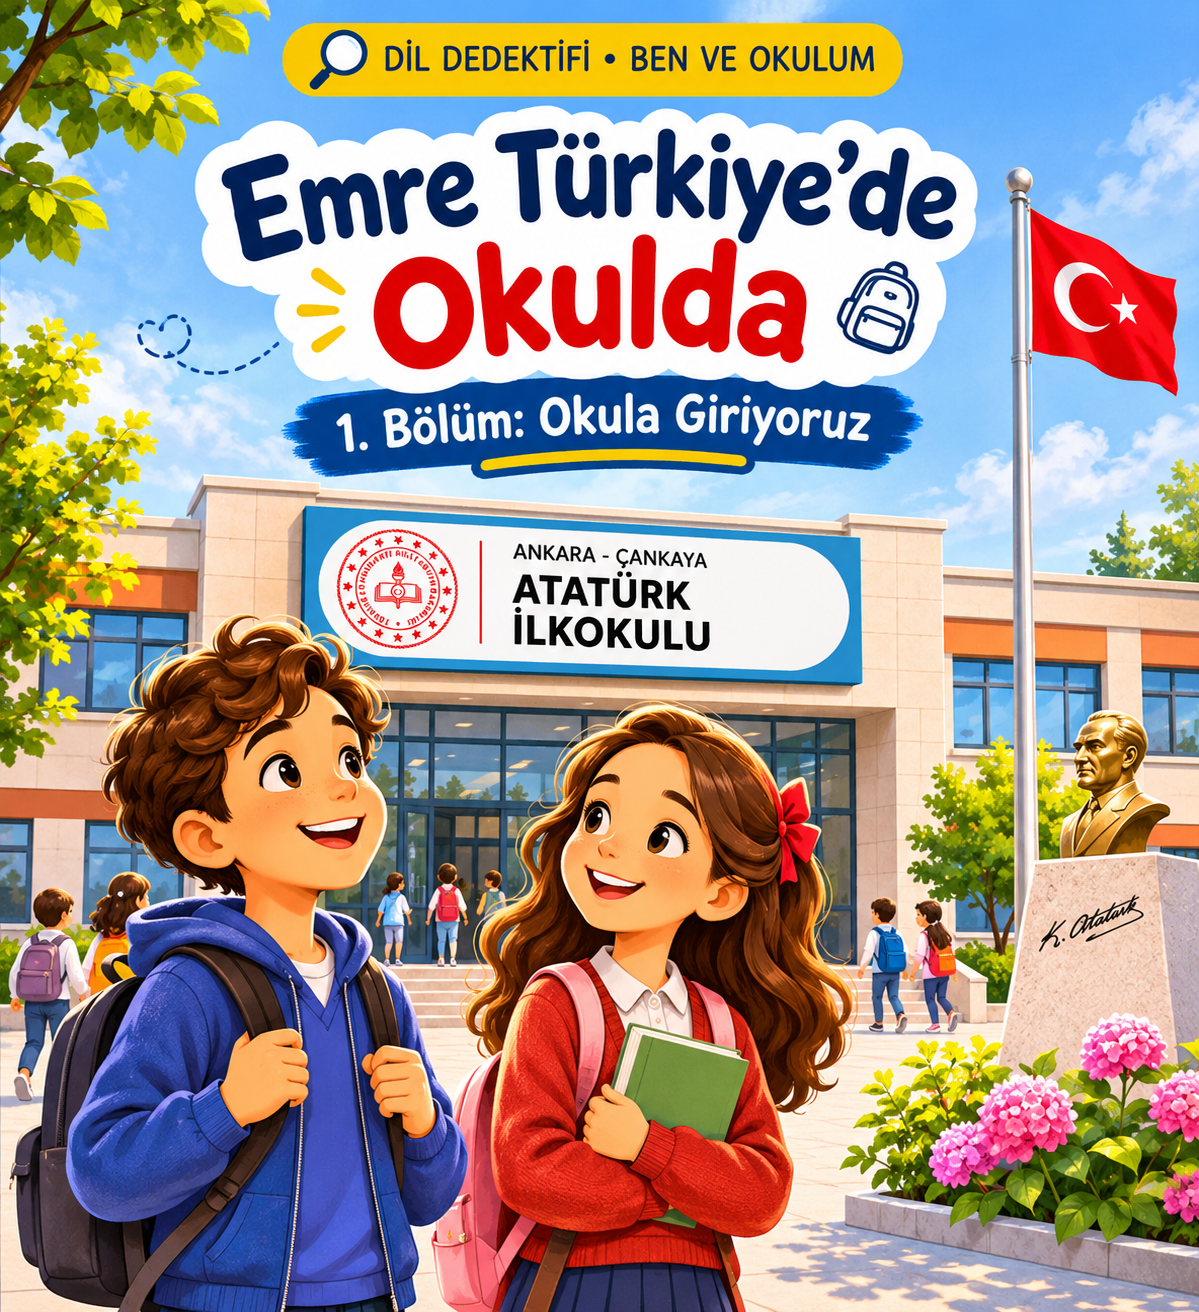 DİL DEDEKTİFİ • BEN VE OKULUM
Emre Türkiye'de
Okulda
1. Bölüm: Okula Giriyoruz
ANKARA - ÇANKAYA
ATATÜRK
İLKOKULU
K. Atatürk